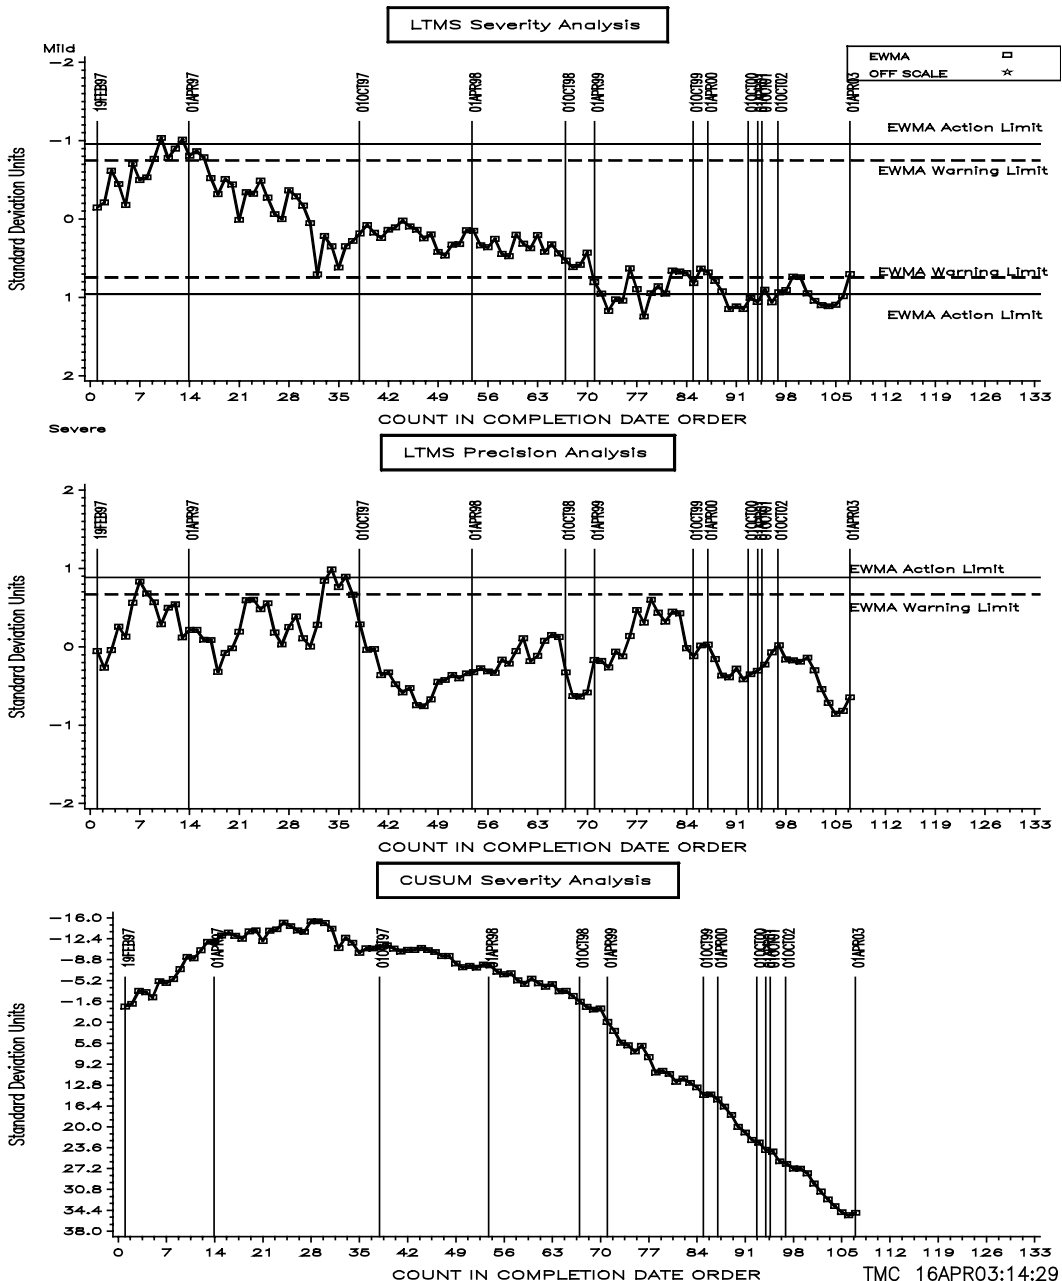 LTMS Severity Analysis
Mild
EWMA
OFF SCALE
19FEB97 01APR97 01OCT97 01APR98 01OCT98 01APR99 01OCT99 01APR00 01OCT00 01APR01 01OCT01 01OCT02 01APR03
EWMA Action Limit
EWMA Warning Limit
EWMA Warning Limit
EWMA Action Limit
Standard Deviation Units
-2
-1
0
1
2
0 7 14 21 28 35 42 49 56 63 70 77 84 91 98 105 112 119 126 133
COUNT IN COMPLETION DATE ORDER
Severe
LTMS Precision Analysis
19FEB97 01APR97 01OCT97 01APR98 01OCT98 01APR99 01OCT99 01APR00 01OCT00 01APR01 01OCT01 01OCT02 01APR03
EWMA Action Limit
EWMA Warning Limit
Standard Deviation Units
2
1
0
-1
-2
0 7 14 21 28 35 42 49 56 63 70 77 84 91 98 105 112 119 126 133
COUNT IN COMPLETION DATE ORDER
CUSUM Severity Analysis
19FEB97 01APR97 01OCT97 01APR98 01OCT98 01APR99 01OCT99 01APR00 01OCT00 01APR01 01OCT01 01OCT02 01APR03
Standard Deviation Units
-16.0
-12.4
-8.8
-5.2
-1.6
2.0
5.6
9.2
12.8
16.4
20.0
23.6
27.2
30.8
34.4
38.0
0 7 14 21 28 35 42 49 56 63 70 77 84 91 98 105 112 119 126 133
COUNT IN COMPLETION DATE ORDER
TMC 16APR03:14:29